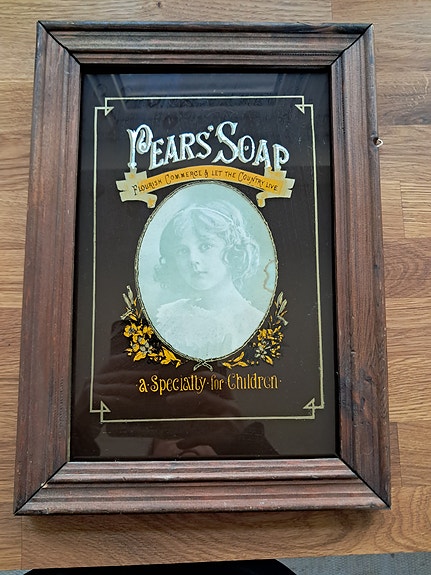 PEARS' SOAP
FLOURISH COMMERCE & LET THE COUNTRY LIVE
a · Specialty · for Children ·